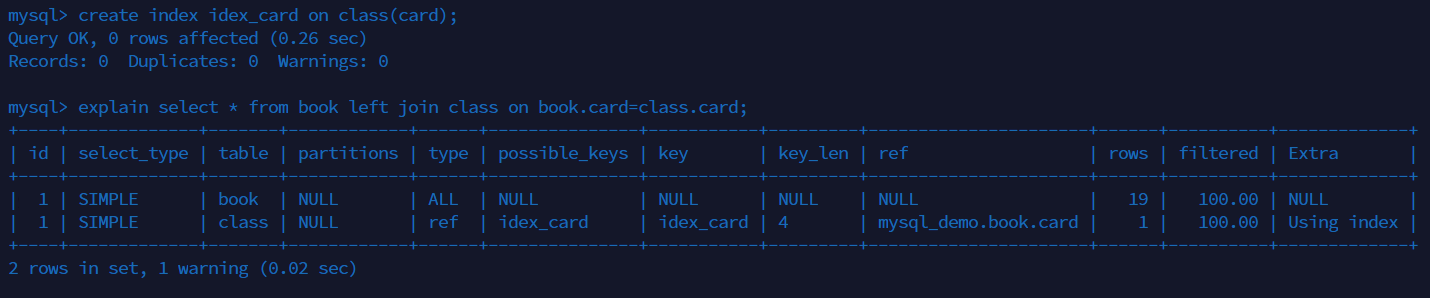 mysql> create index idex_card on class(card);
Query OK, 0 rows affected (0.26 sec)
Records: 0  Duplicates: 0  Warnings: 0

mysql> explain select * from book left join class on book.card=class.card;
+----+-------------+-------+------------+------+---------------+-----------+---------+----------------------+------+----------+-------------+
| id | select_type | table | partitions | type | possible_keys | key       | key_len | ref                  | rows | filtered | Extra       |
+----+-------------+-------+------------+------+---------------+-----------+---------+----------------------+------+----------+-------------+
|  1 | SIMPLE      | book  | NULL       | ALL  | NULL          | NULL      | NULL    | NULL                 |   19 |   100.00 | NULL        |
|  1 | SIMPLE      | class | NULL       | ref  | idex_card     | idex_card | 4       | mysql_demo.book.card |    1 |   100.00 | Using index |
+----+-------------+-------+------------+------+---------------+-----------+---------+----------------------+------+----------+-------------+
2 rows in set, 1 warning (0.02 sec)